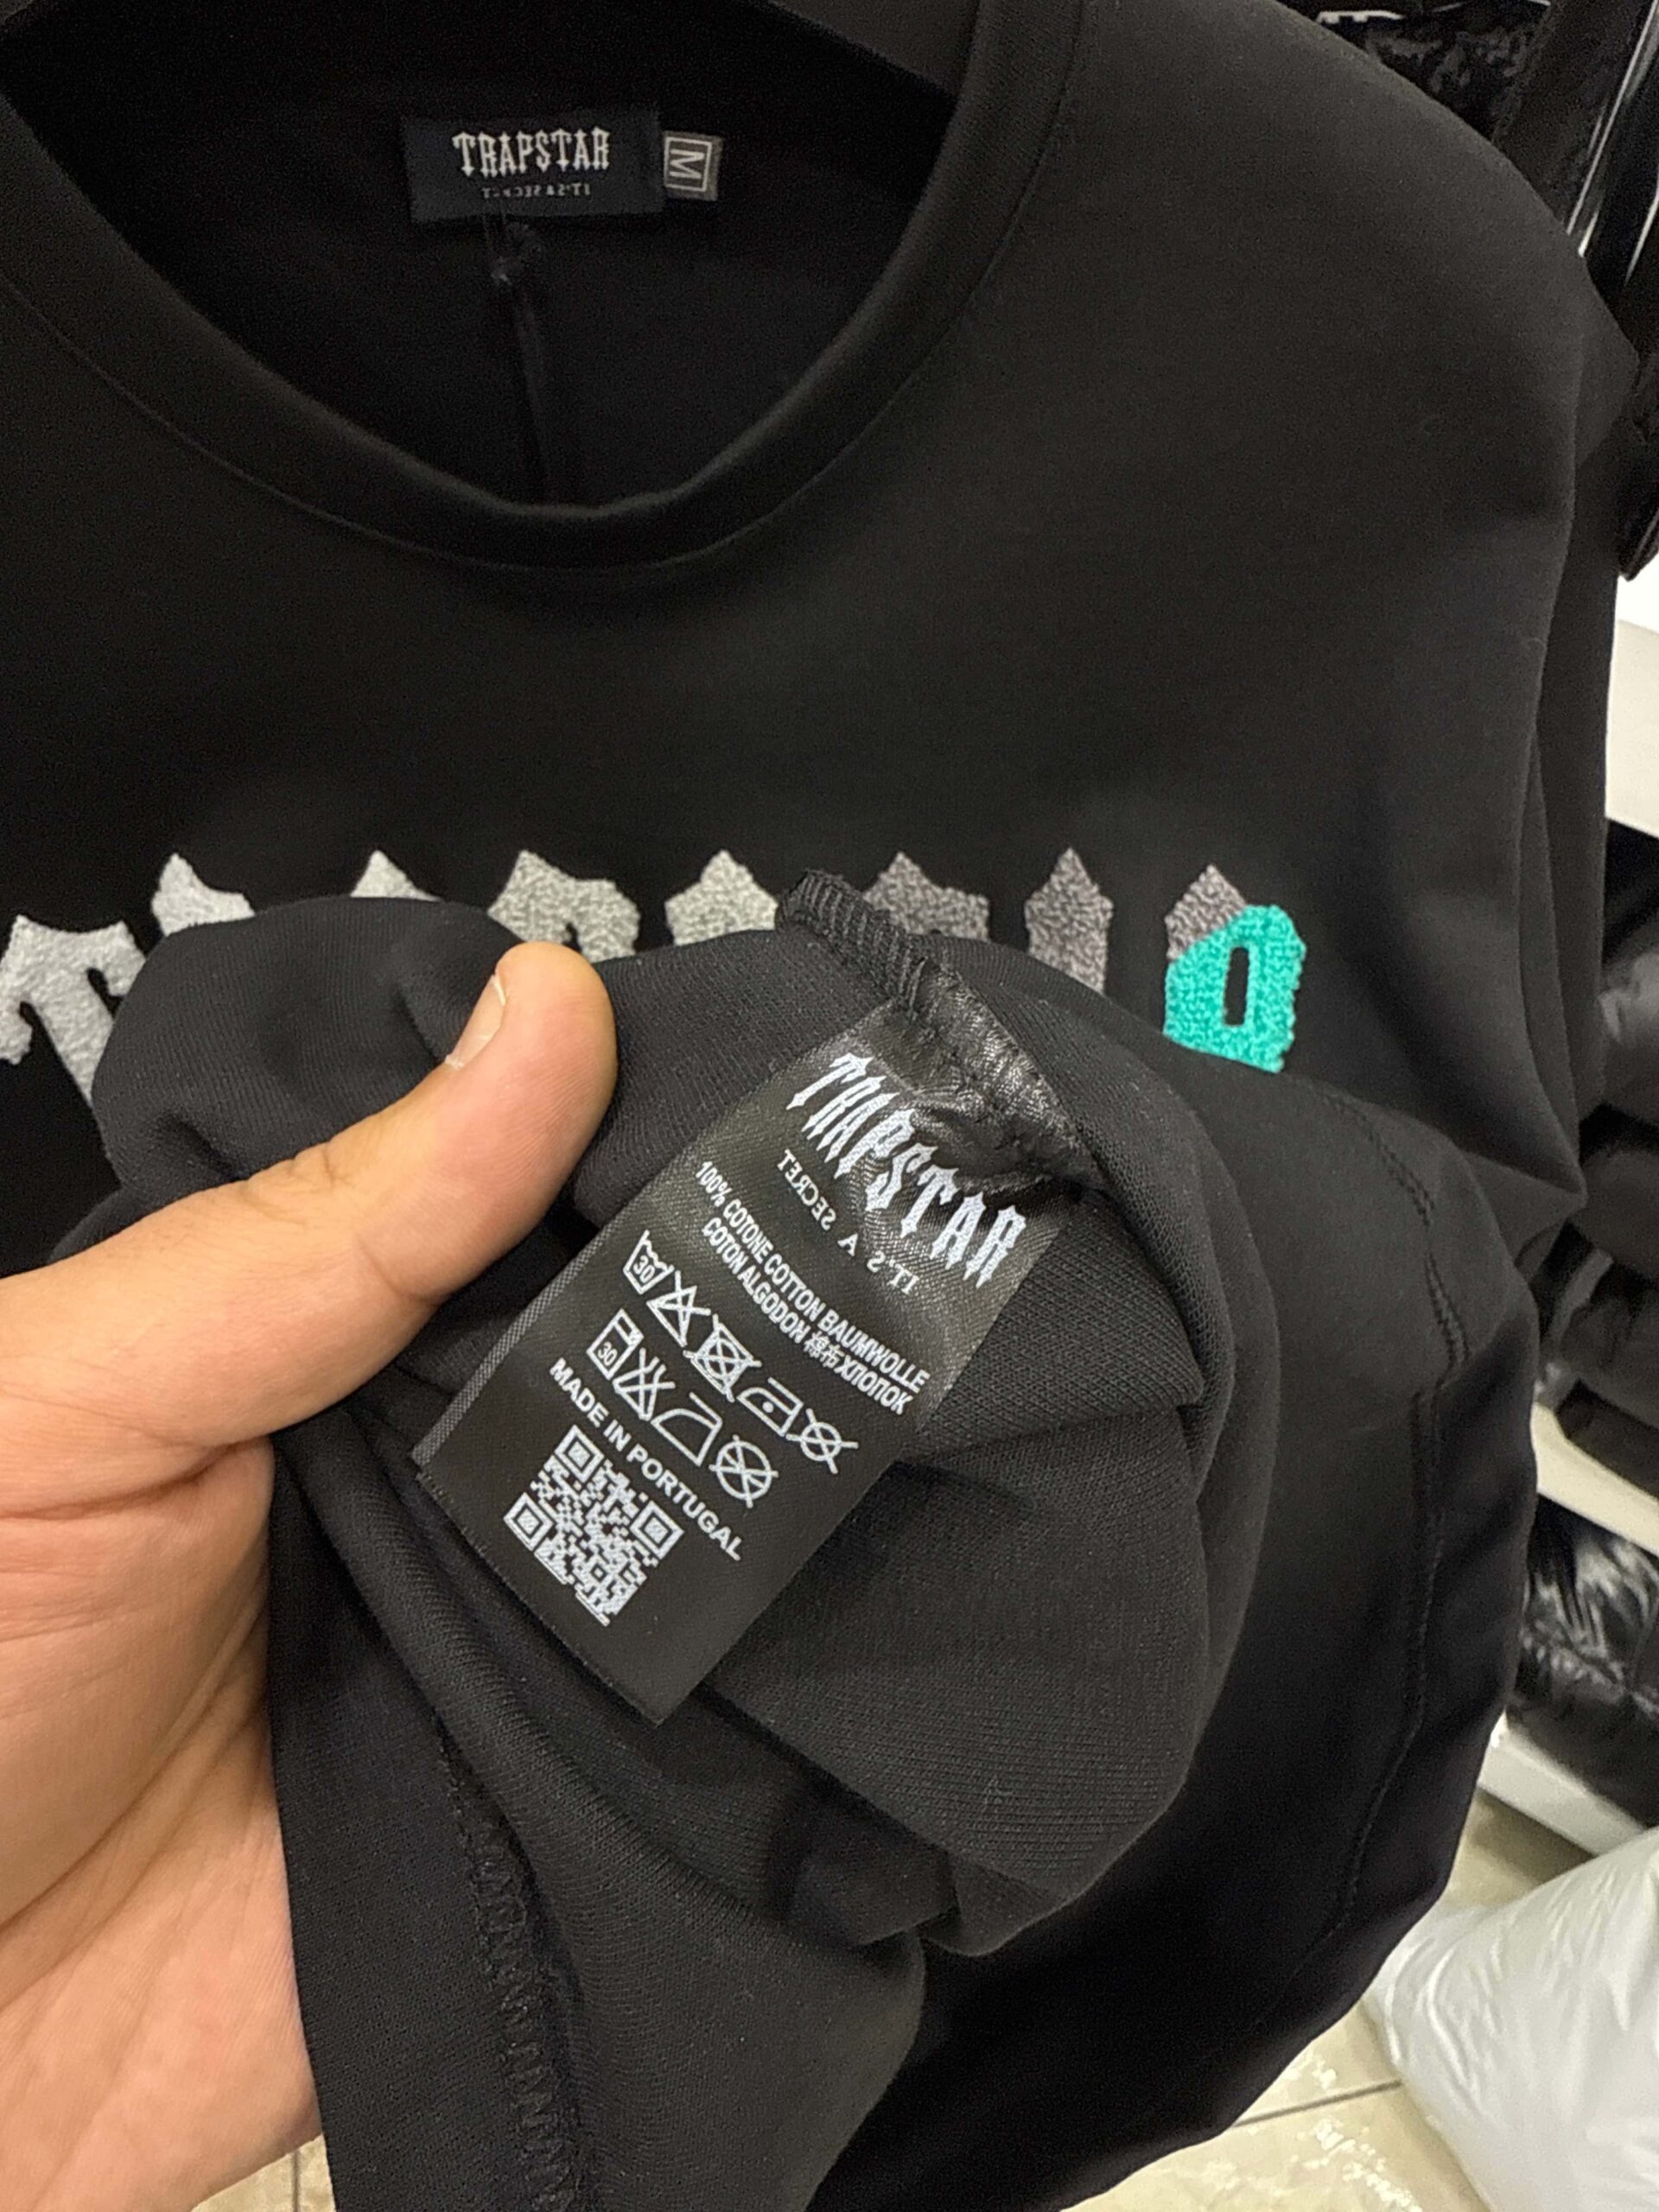 TRAPSTAR
IT'S A SECRET
M
TRAPSTAR
IT'S A SECRET
100% COTONE COTTON BAUMWOLLE
COTON ALGODON 棉布 ХЛОПОК
30
30
MADE IN PORTUGAL